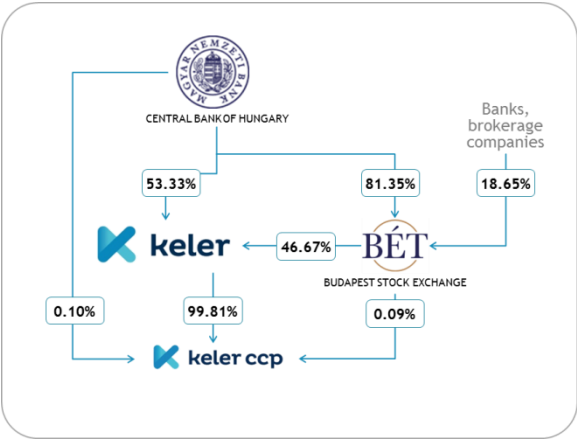 MAGYAR NEMZETI BANK
CENTRAL BANK OF HUNGARY
Banks,
brokerage
companies
53.33%
81.35%
18.65%
keler
46.67%
BÉT
BUDAPEST STOCK EXCHANGE
0.10%
99.81%
0.09%
keler ccp